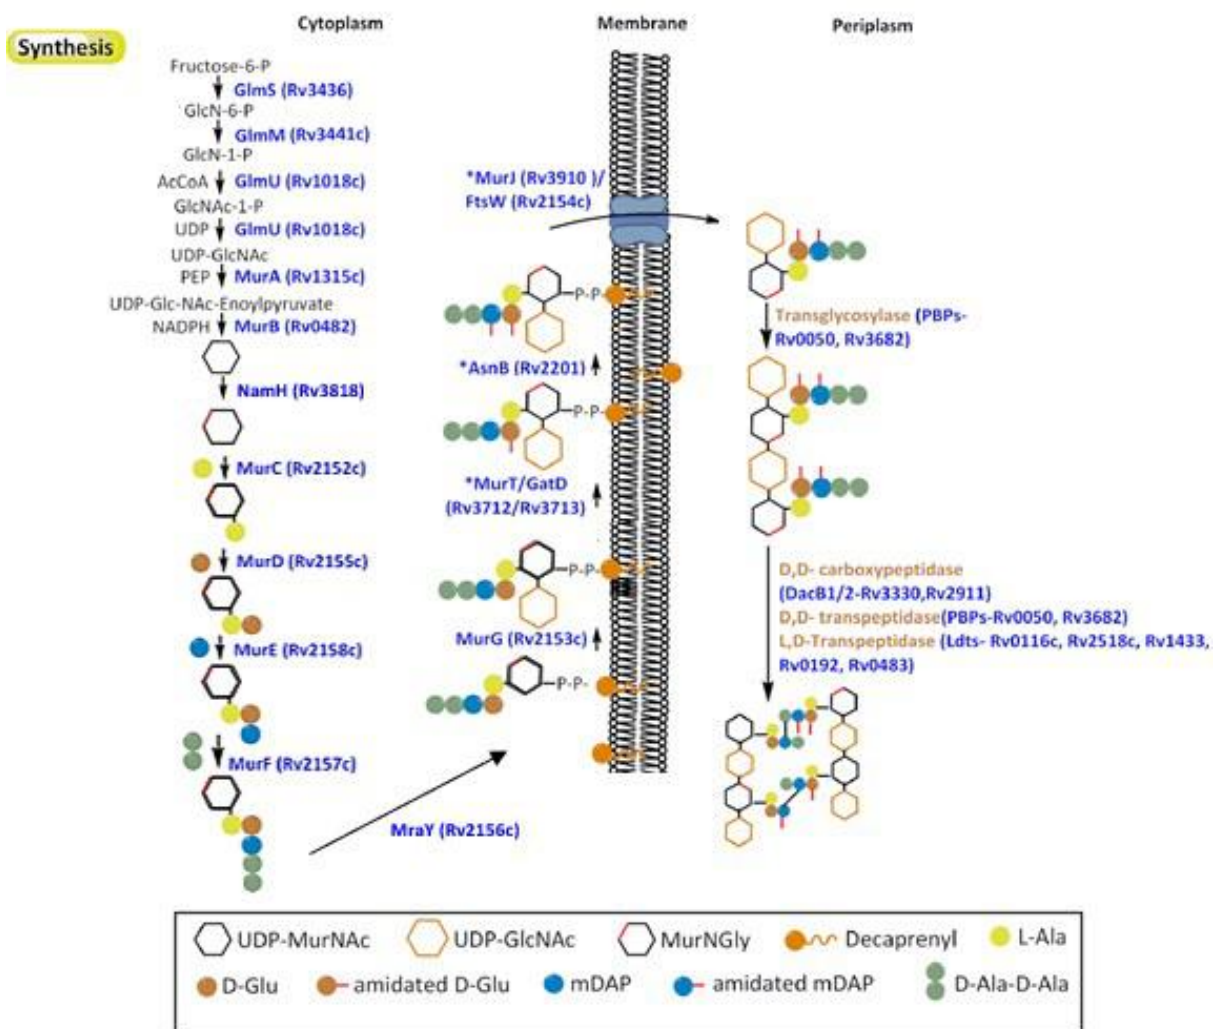 Cytoplasm
Membrane
Periplasm
Synthesis
Fructose-6-P
GlmS (Rv3436)
GlcN-6-P
GlmM (Rv3441c)
GlcN-1-P
AcCoA GlmU (Rv1018c)
GlcNAc-1-P
UDP GlmU (Rv1018c)
UDP-GlcNAc
PEP MurA (Rv1315c)
UDP-Glc-NAc-Enoylpyruvate
NADPH MurB (Rv0482)
NamH (Rv3818)
MurC (Rv2152c)
MurD (Rv2155c)
MurE (Rv2158c)
MurF (Rv2157c)
MraY (Rv2156c)
*MurJ (Rv3910 )/
FtsW (Rv2154c)
-P-P-
*AsnB (Rv2201)
-P-P-
*MurT/GatD
(Rv3712/Rv3713)
-P-P-
MurG (Rv2153c)
-P-P-
Transglycosylase (PBPs-
Rv0050, Rv3682)
D,D- carboxypeptidase
(DacB1/2-Rv3330,Rv2911)
D,D- transpeptidase(PBPs-Rv0050, Rv3682)
L,D-Transpeptidase (Ldts- Rv0116c, Rv2518c, Rv1433,
Rv0192, Rv0483)
UDP-MurNAc
UDP-GlcNAc
MurNGly
Decaprenyl
L-Ala
D-Glu
amidated D-Glu
mDAP
amidated mDAP
D-Ala-D-Ala